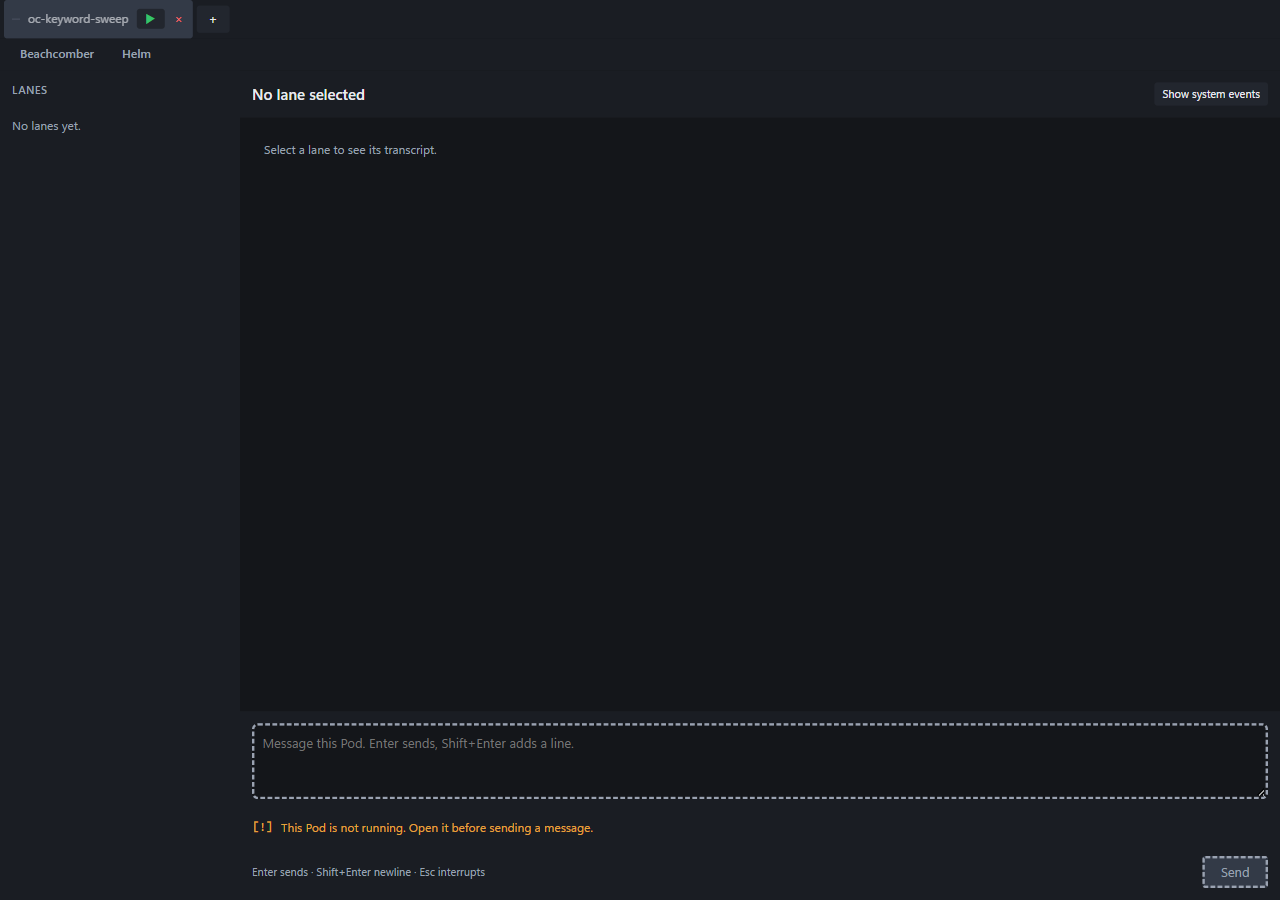 oc-keyword-sweep × +
Beachcomber Helm
LANES
No lane selected
Show system events
No lanes yet.
Select a lane to see its transcript.
Message this Pod. Enter sends, Shift+Enter adds a line.
[!] This Pod is not running. Open it before sending a message.
Enter sends · Shift+Enter newline · Esc interrupts
Send